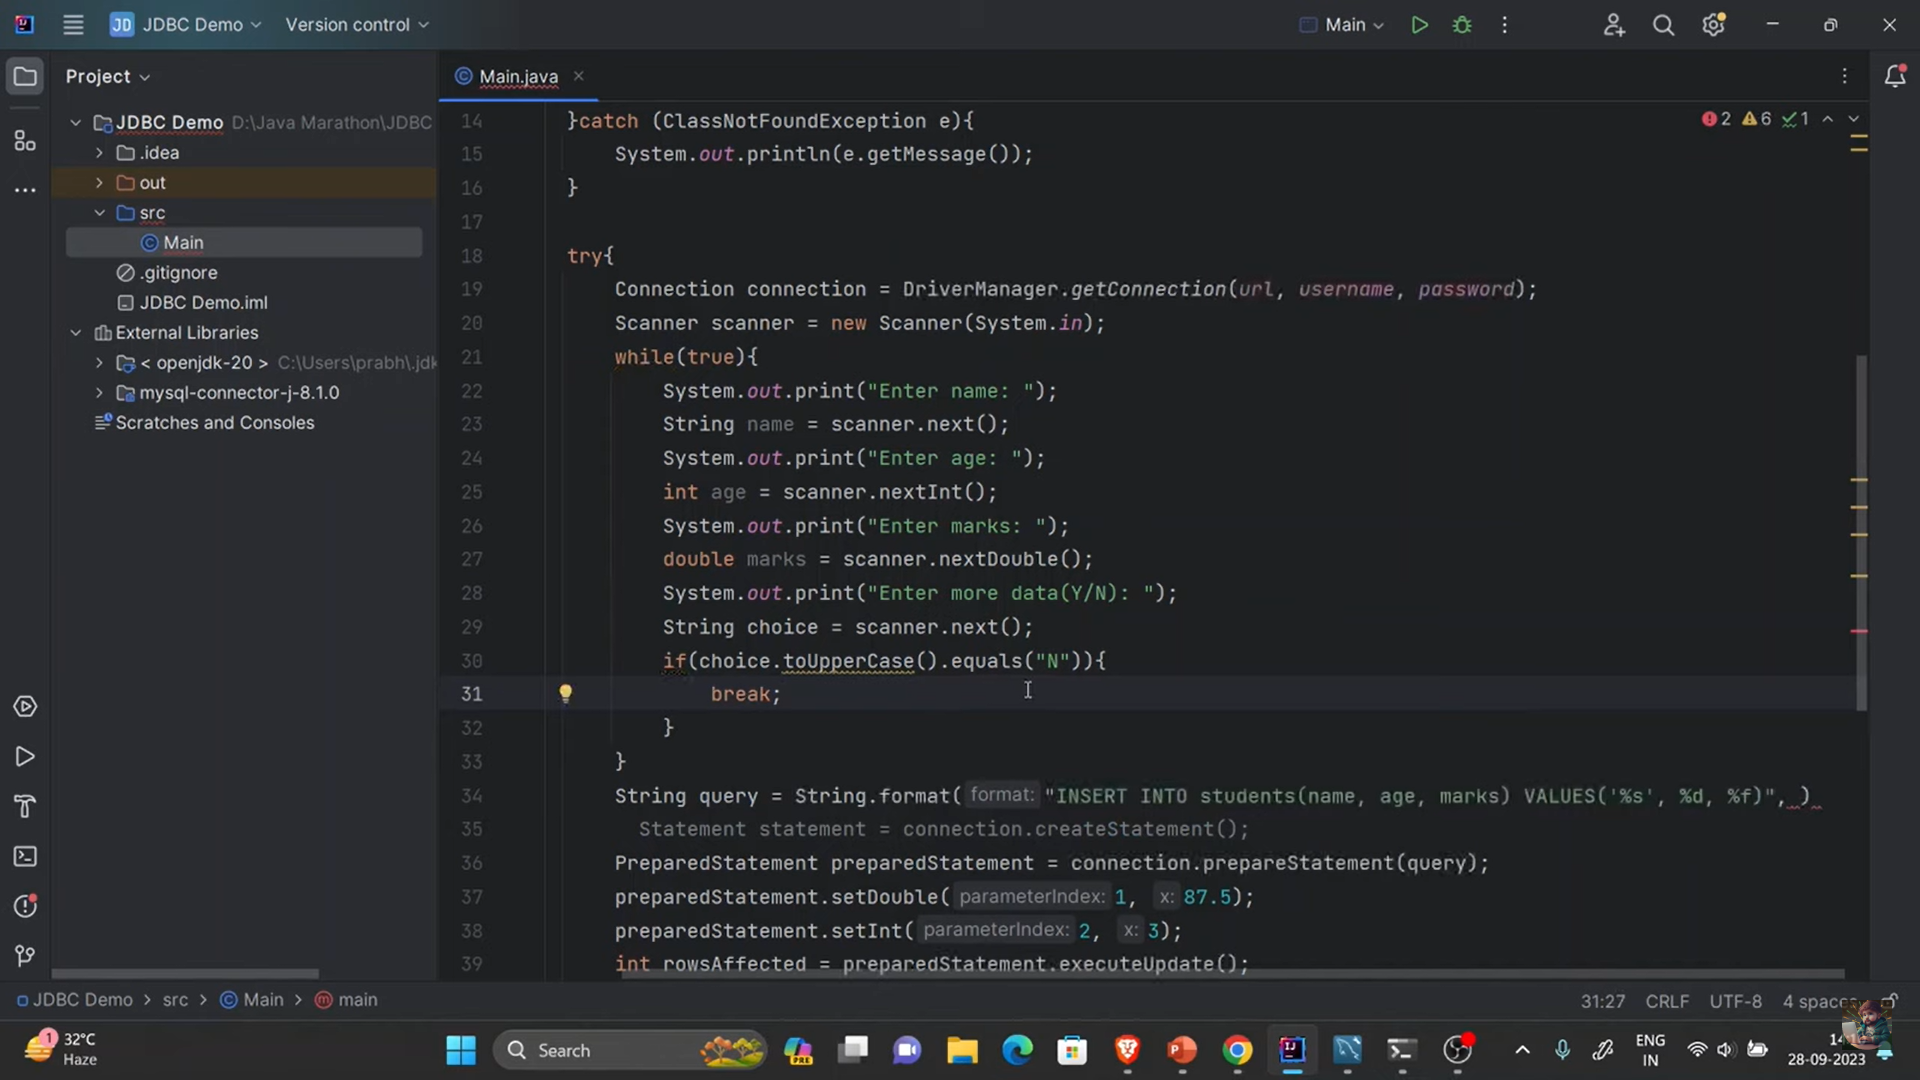 JD JDBC Demo Version control Main
Project
Main.java
JDBC Demo D:\Java Marathon\JDBC
.idea
out
src
Main
.gitignore
JDBC Demo.iml
External Libraries
< openjdk-20 > C:\Users\prabh\.jdk
mysql-connector-j-8.1.0
Scratches and Consoles
2 6 1
14 }catch (ClassNotFoundException e){
15 System.out.println(e.getMessage());
16 }
17
18 try{
19 Connection connection = DriverManager.getConnection(url, username, password);
20 Scanner scanner = new Scanner(System.in);
21 while(true){
22 System.out.print("Enter name: ");
23 String name = scanner.next();
24 System.out.print("Enter age: ");
25 int age = scanner.nextInt();
26 System.out.print("Enter marks: ");
27 double marks = scanner.nextDouble();
28 System.out.print("Enter more data(Y/N): ");
29 String choice = scanner.next();
30 if(choice.toUpperCase().equals("N")){
31 break;
32 }
33 }
34 String query = String.format( format: "INSERT INTO students(name, age, marks) VALUES('%s', %d, %f)", )
35 Statement statement = connection.createStatement();
36 PreparedStatement preparedStatement = connection.prepareStatement(query);
37 preparedStatement.setDouble( parameterIndex: 1, x: 87.5);
38 preparedStatement.setInt( parameterIndex: 2, x: 3);
39 int rowsAffected = preparedStatement.executeUpdate();
JDBC Demo > src > Main > main
31:27 CRLF UTF-8 4 spaces
1 32°C
Haze
Search
PRE
ENG
IN
28-09-2023